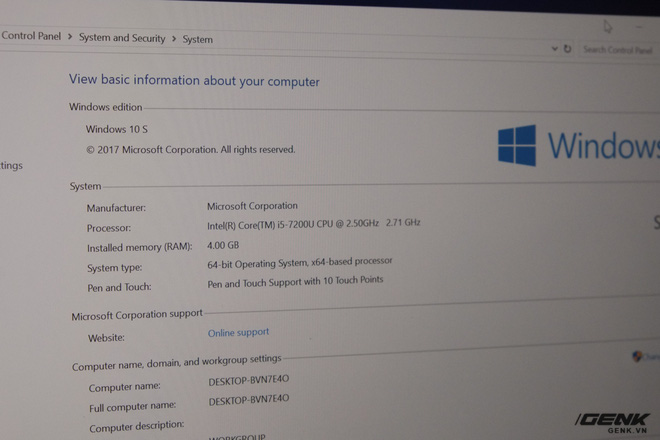 Control Panel > System and Security > System
Search Control Panel
View basic information about your computer
Windows edition
Windows 10 S
© 2017 Microsoft Corporation. All rights reserved.
Windows
tings
System
Manufacturer: Microsoft Corporation
Processor: Intel(R) Core(TM) i5-7200U CPU @ 2.50GHz 2.71 GHz
Installed memory (RAM): 4.00 GB
System type: 64-bit Operating System, x64-based processor
Pen and Touch: Pen and Touch Support with 10 Touch Points
Microsoft Corporation support
Website: Online support
Computer name, domain, and workgroup settings
Computer name: DESKTOP-BVN7E4O
Full computer name: DESKTOP-BVN7E4O
Computer description:
WORKGROUP
GENK
GENK.VN